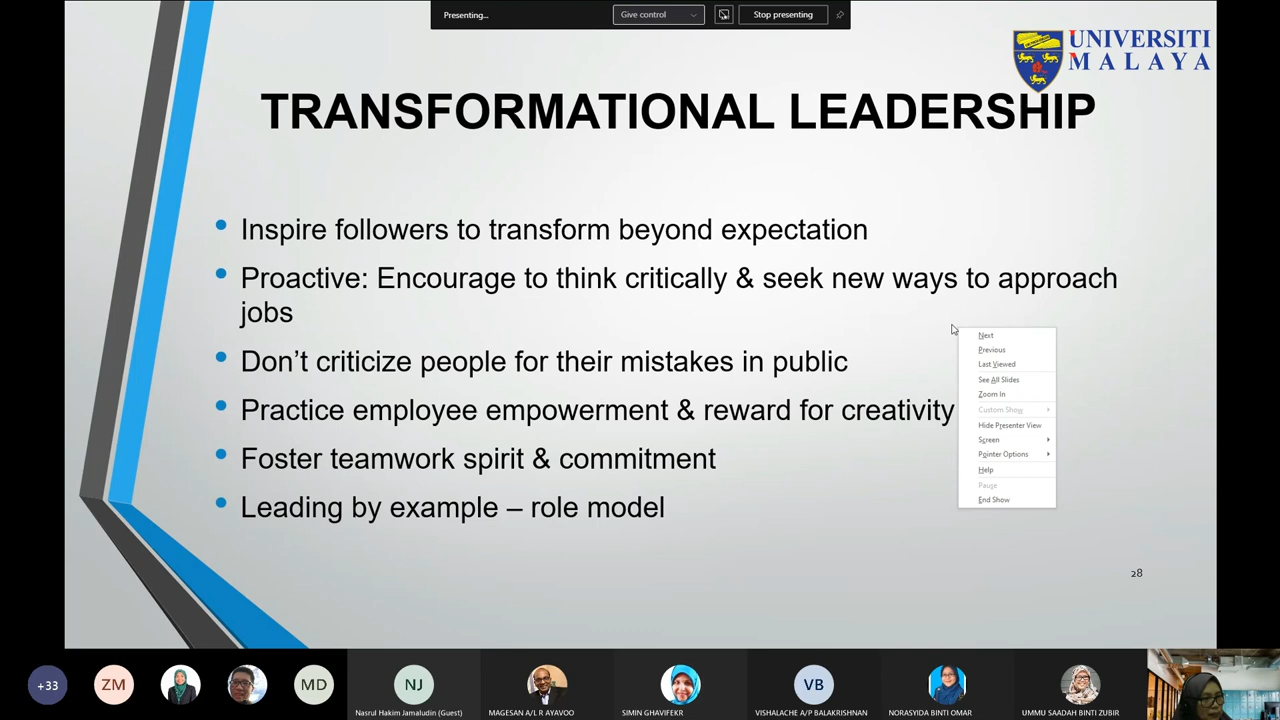 Presenting...
Give control
Stop presenting
UNIVERSITI
MALAYA
TRANSFORMATIONAL LEADERSHIP
• Inspire followers to transform beyond expectation
• Proactive: Encourage to think critically & seek new ways to approach
jobs
• Don’t criticize people for their mistakes in public
• Practice employee empowerment & reward for creativity
• Foster teamwork spirit & commitment
• Leading by example – role model
Next
Previous
Last Viewed
See All Slides
Zoom In
Custom Show
Hide Presenter View
Screen
Pointer Options
Help
Pause
End Show
28
+33
ZM
MD
NJ
Nasrul Hakim Jamaludin (Guest)
MAGESAN A/L R AYAVOO
SIMIN GHAVIFEKR
VB
VISHALACHE A/P BALAKRISHNAN
NORASYIDA BINTI OMAR
UMMU SAADAH BINTI ZUBIR